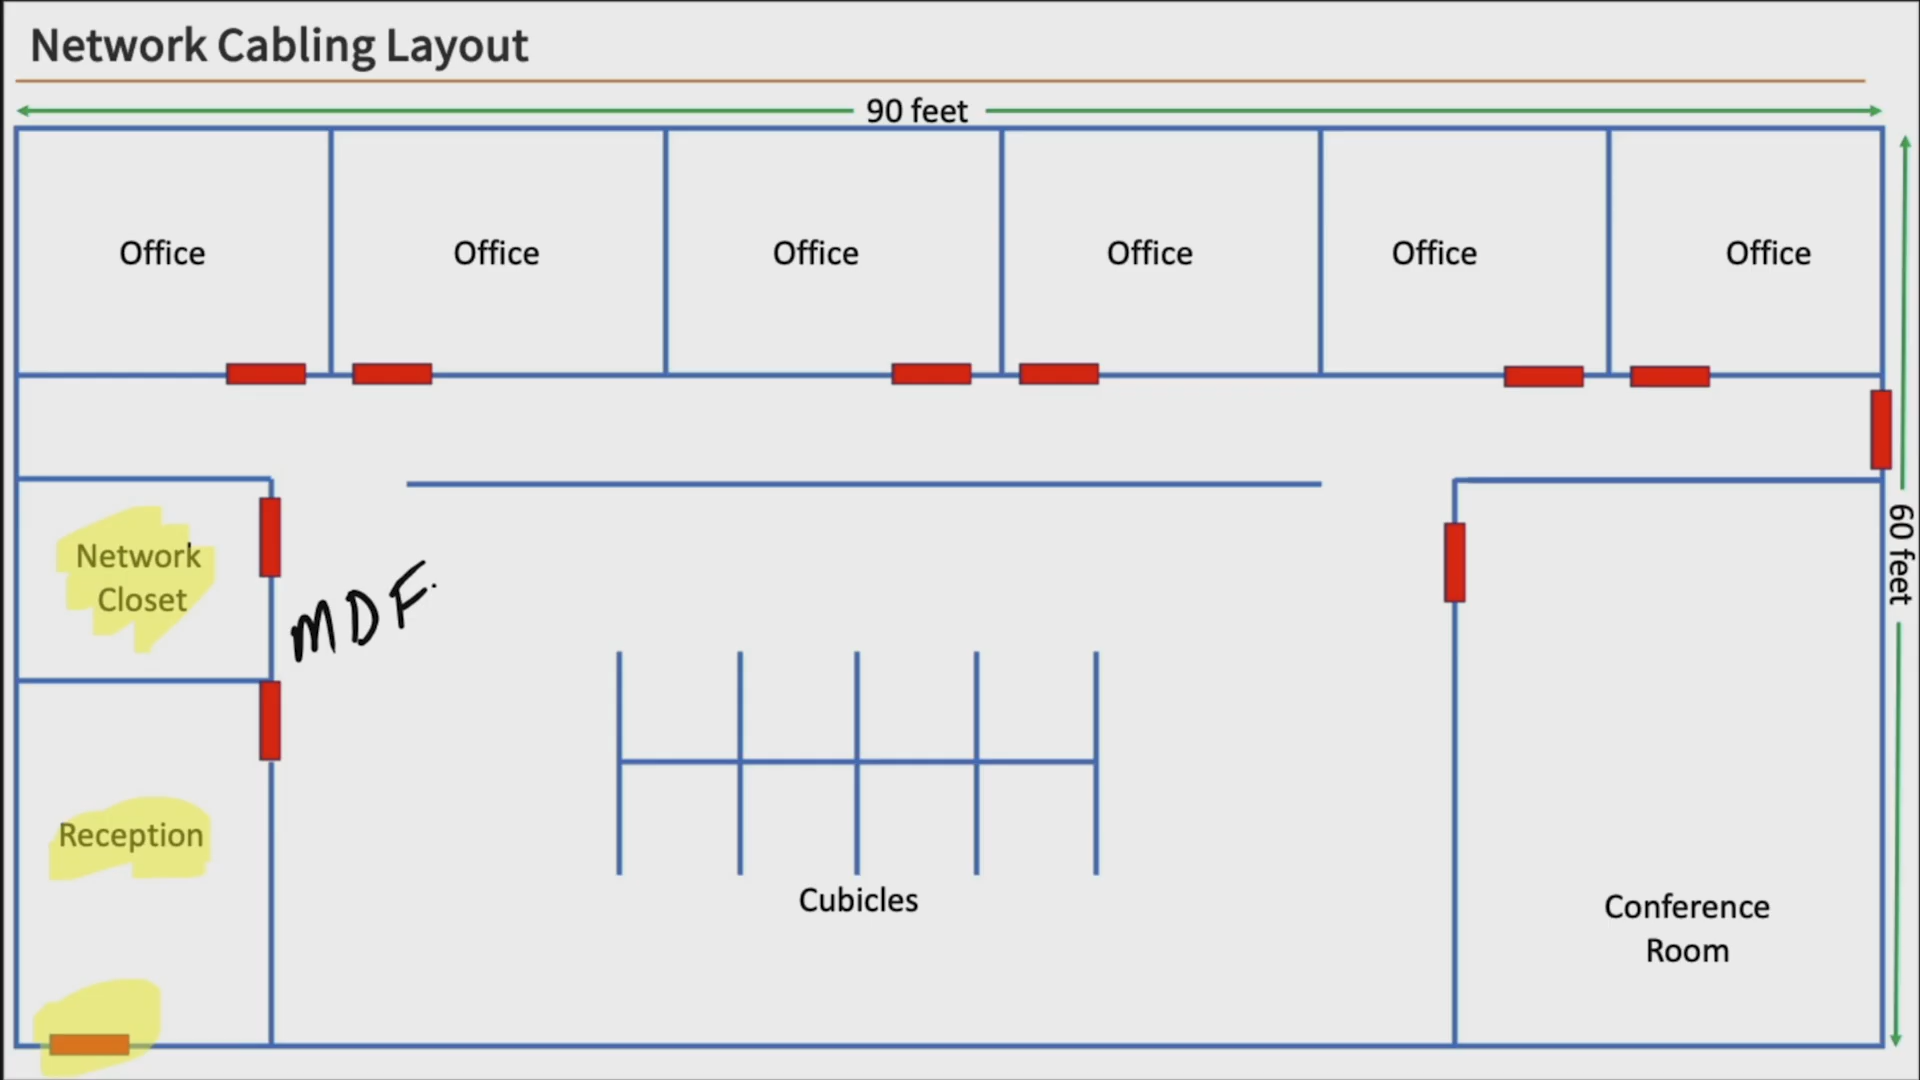 Network Cabling Layout
90 feet
Office Office Office Office Office Office
60 feet
Network
Closet
MDF.
Reception
Cubicles
Conference
Room